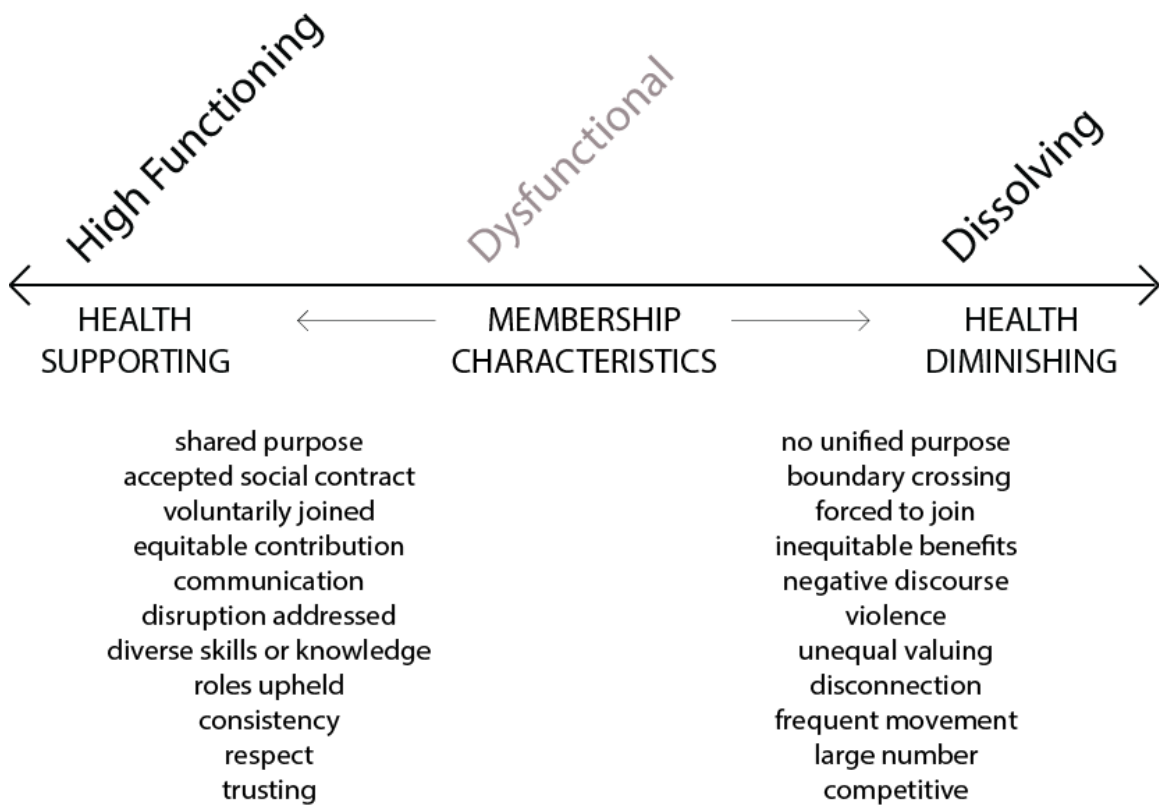 High Functioning
Dysfunctional
Dissolving
HEALTH
SUPPORTING
MEMBERSHIP
CHARACTERISTICS
HEALTH
DIMINISHING
shared purpose
accepted social contract
voluntarily joined
equitable contribution
communication
disruption addressed
diverse skills or knowledge
roles upheld
consistency
respect
trusting
no unified purpose
boundary crossing
forced to join
inequitable benefits
negative discourse
violence
unequal valuing
disconnection
frequent movement
large number
competitive